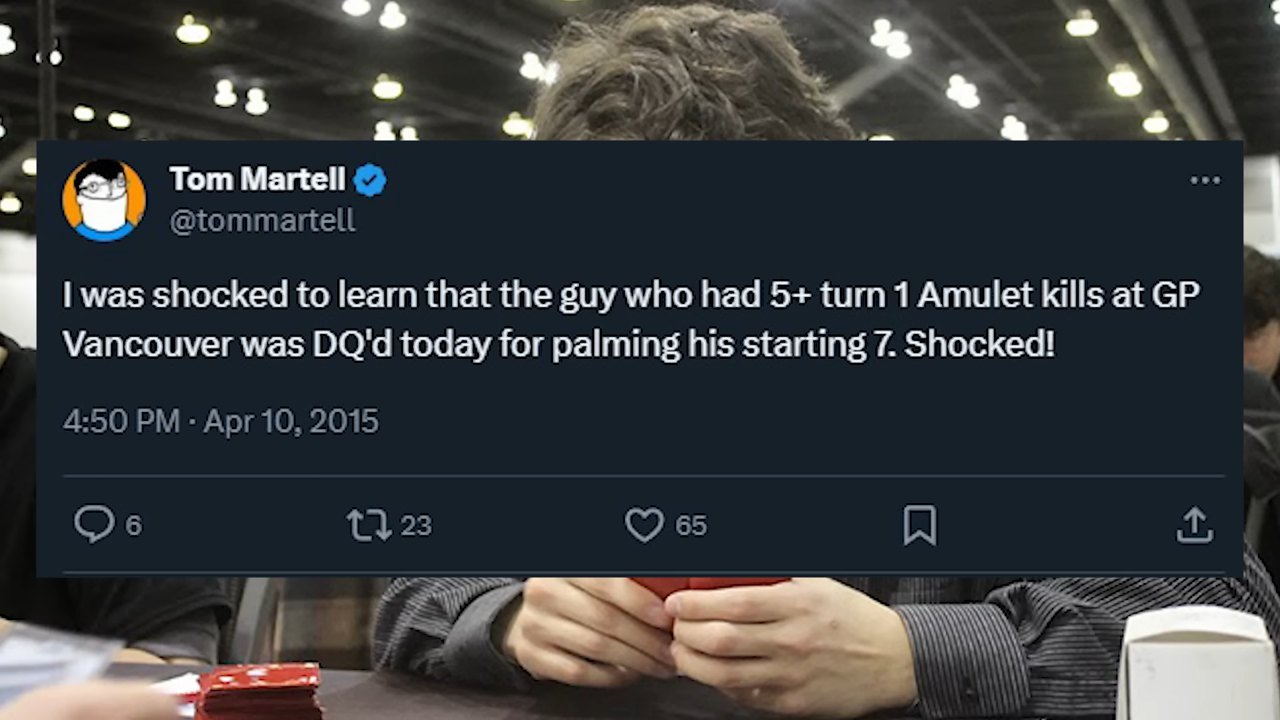 Tom Martell
@tommartell
I was shocked to learn that the guy who had 5+ turn 1 Amulet kills at GP
Vancouver was DQ'd today for palming his starting 7. Shocked!
4:50 PM · Apr 10, 2015
6 23 65